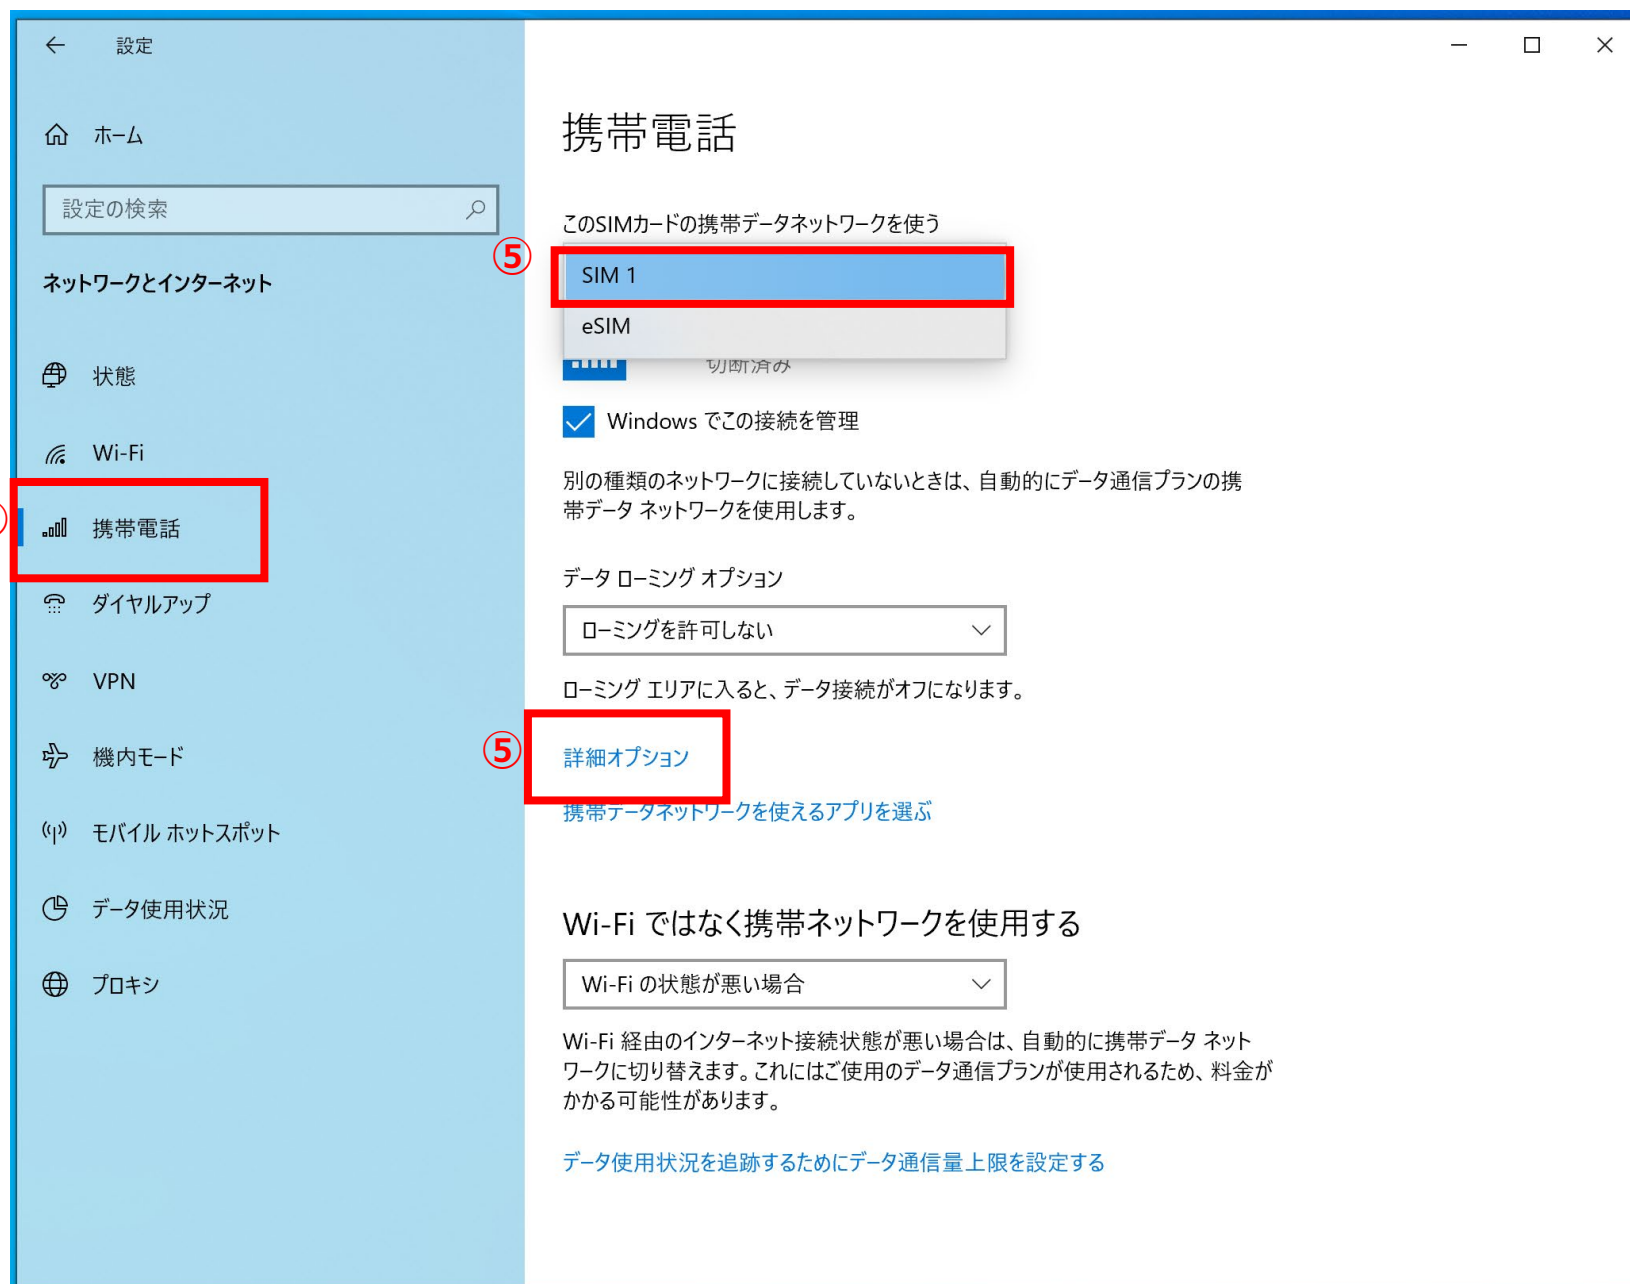 設定
ホーム
設定の検索
ネットワークとインターネット
状態
Wi-Fi
携帯電話
ダイヤルアップ
VPN
機内モード
モバイル ホットスポット
データ使用状況
プロキシ
携帯電話
このSIMカードの携帯データネットワークを使う
⑤
SIM 1
eSIM
切断済み
Windows でこの接続を管理
別の種類のネットワークに接続していないときは、自動的にデータ通信プランの携
帯データ ネットワークを使用します。
データ ローミング オプション
ローミングを許可しない
ローミング エリアに入ると、データ接続がオフになります。
⑤
詳細オプション
携帯データネットワークを使えるアプリを選ぶ
Wi-Fi ではなく携帯ネットワークを使用する
Wi-Fi の状態が悪い場合
Wi-Fi 経由のインターネット接続状態が悪い場合は、自動的に携帯データ ネット
ワークに切り替えます。これにはご使用のデータ通信プランが使用されるため、料金が
かかる可能性があります。
データ使用状況を追跡するためにデータ通信量上限を設定する